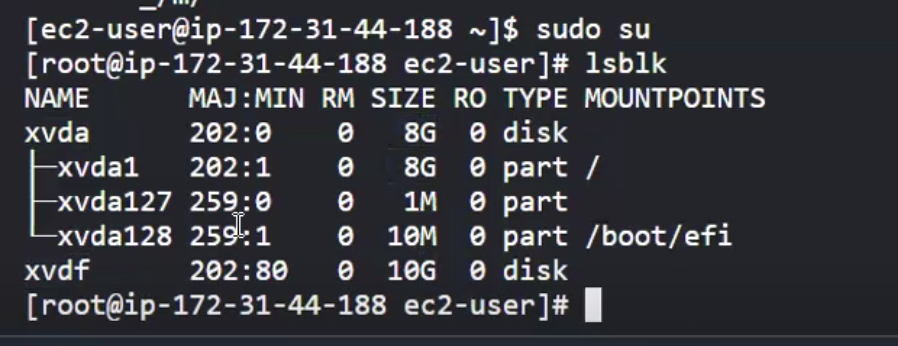 [ec2-user@ip-172-31-44-188 ~]$ sudo su
[root@ip-172-31-44-188 ec2-user]# lsblk
NAME      MAJ:MIN RM SIZE RO TYPE MOUNTPOINTS
xvda      202:0    0   8G  0 disk
├─xvda1   202:1    0   8G  0 part /
├─xvda127 259:0    0   1M  0 part
└─xvda128 259:1    0  10M  0 part /boot/efi
xvdf      202:80   0  10G  0 disk
[root@ip-172-31-44-188 ec2-user]#